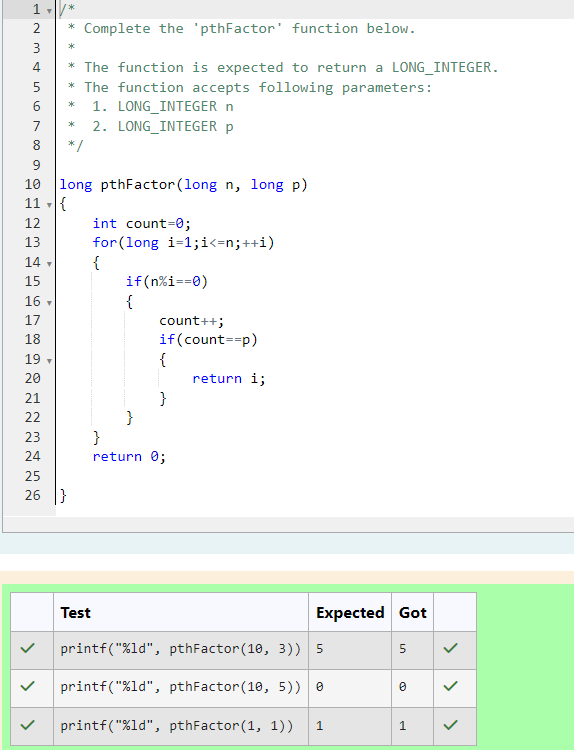 1 /*
2 * Complete the 'pthFactor' function below.
3 *
4 * The function is expected to return a LONG_INTEGER.
5 * The function accepts following parameters:
6 * 1. LONG_INTEGER n
7 * 2. LONG_INTEGER p
8 */
9
10 long pthFactor(long n, long p)
11 {
12 int count=0;
13 for(long i=1;i<=n;++i)
14 {
15 if(n%i==0)
16 {
17 count++;
18 if(count==p)
19 {
20 return i;
21 }
22 }
23 }
24 return 0;
25
26 }
Test Expected Got
printf("%ld", pthFactor(10, 3)) 5 5
printf("%ld", pthFactor(10, 5)) 0 0
printf("%ld", pthFactor(1, 1)) 1 1